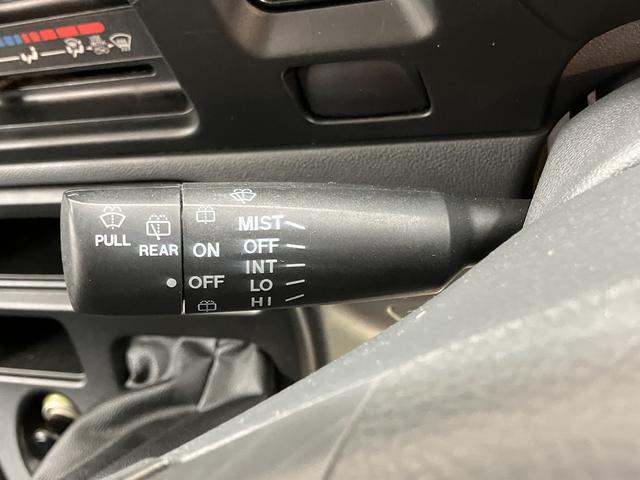 PULL
REAR
ON
OFF
MIST
OFF
INT
LO
HI